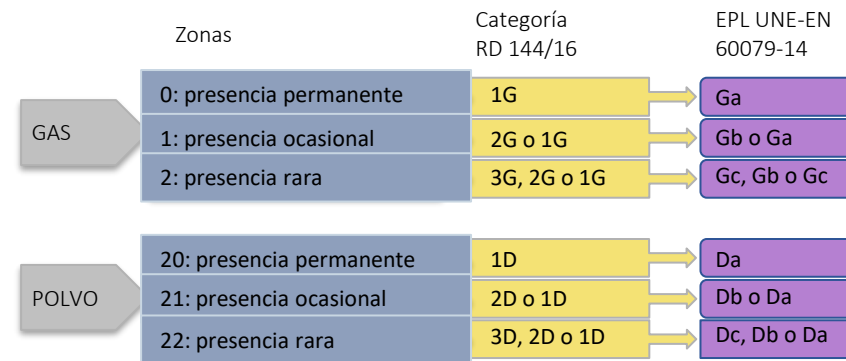 Zonas
Categoría
RD 144/16
EPL UNE-EN
60079-14
GAS
0: presencia permanente
1G
Ga
1: presencia ocasional
2G o 1G
Gb o Ga
2: presencia rara
3G, 2G o 1G
Gc, Gb o Gc
POLVO
20: presencia permanente
1D
Da
21: presencia ocasional
2D o 1D
Db o Da
22: presencia rara
3D, 2D o 1D
Dc, Db o Da